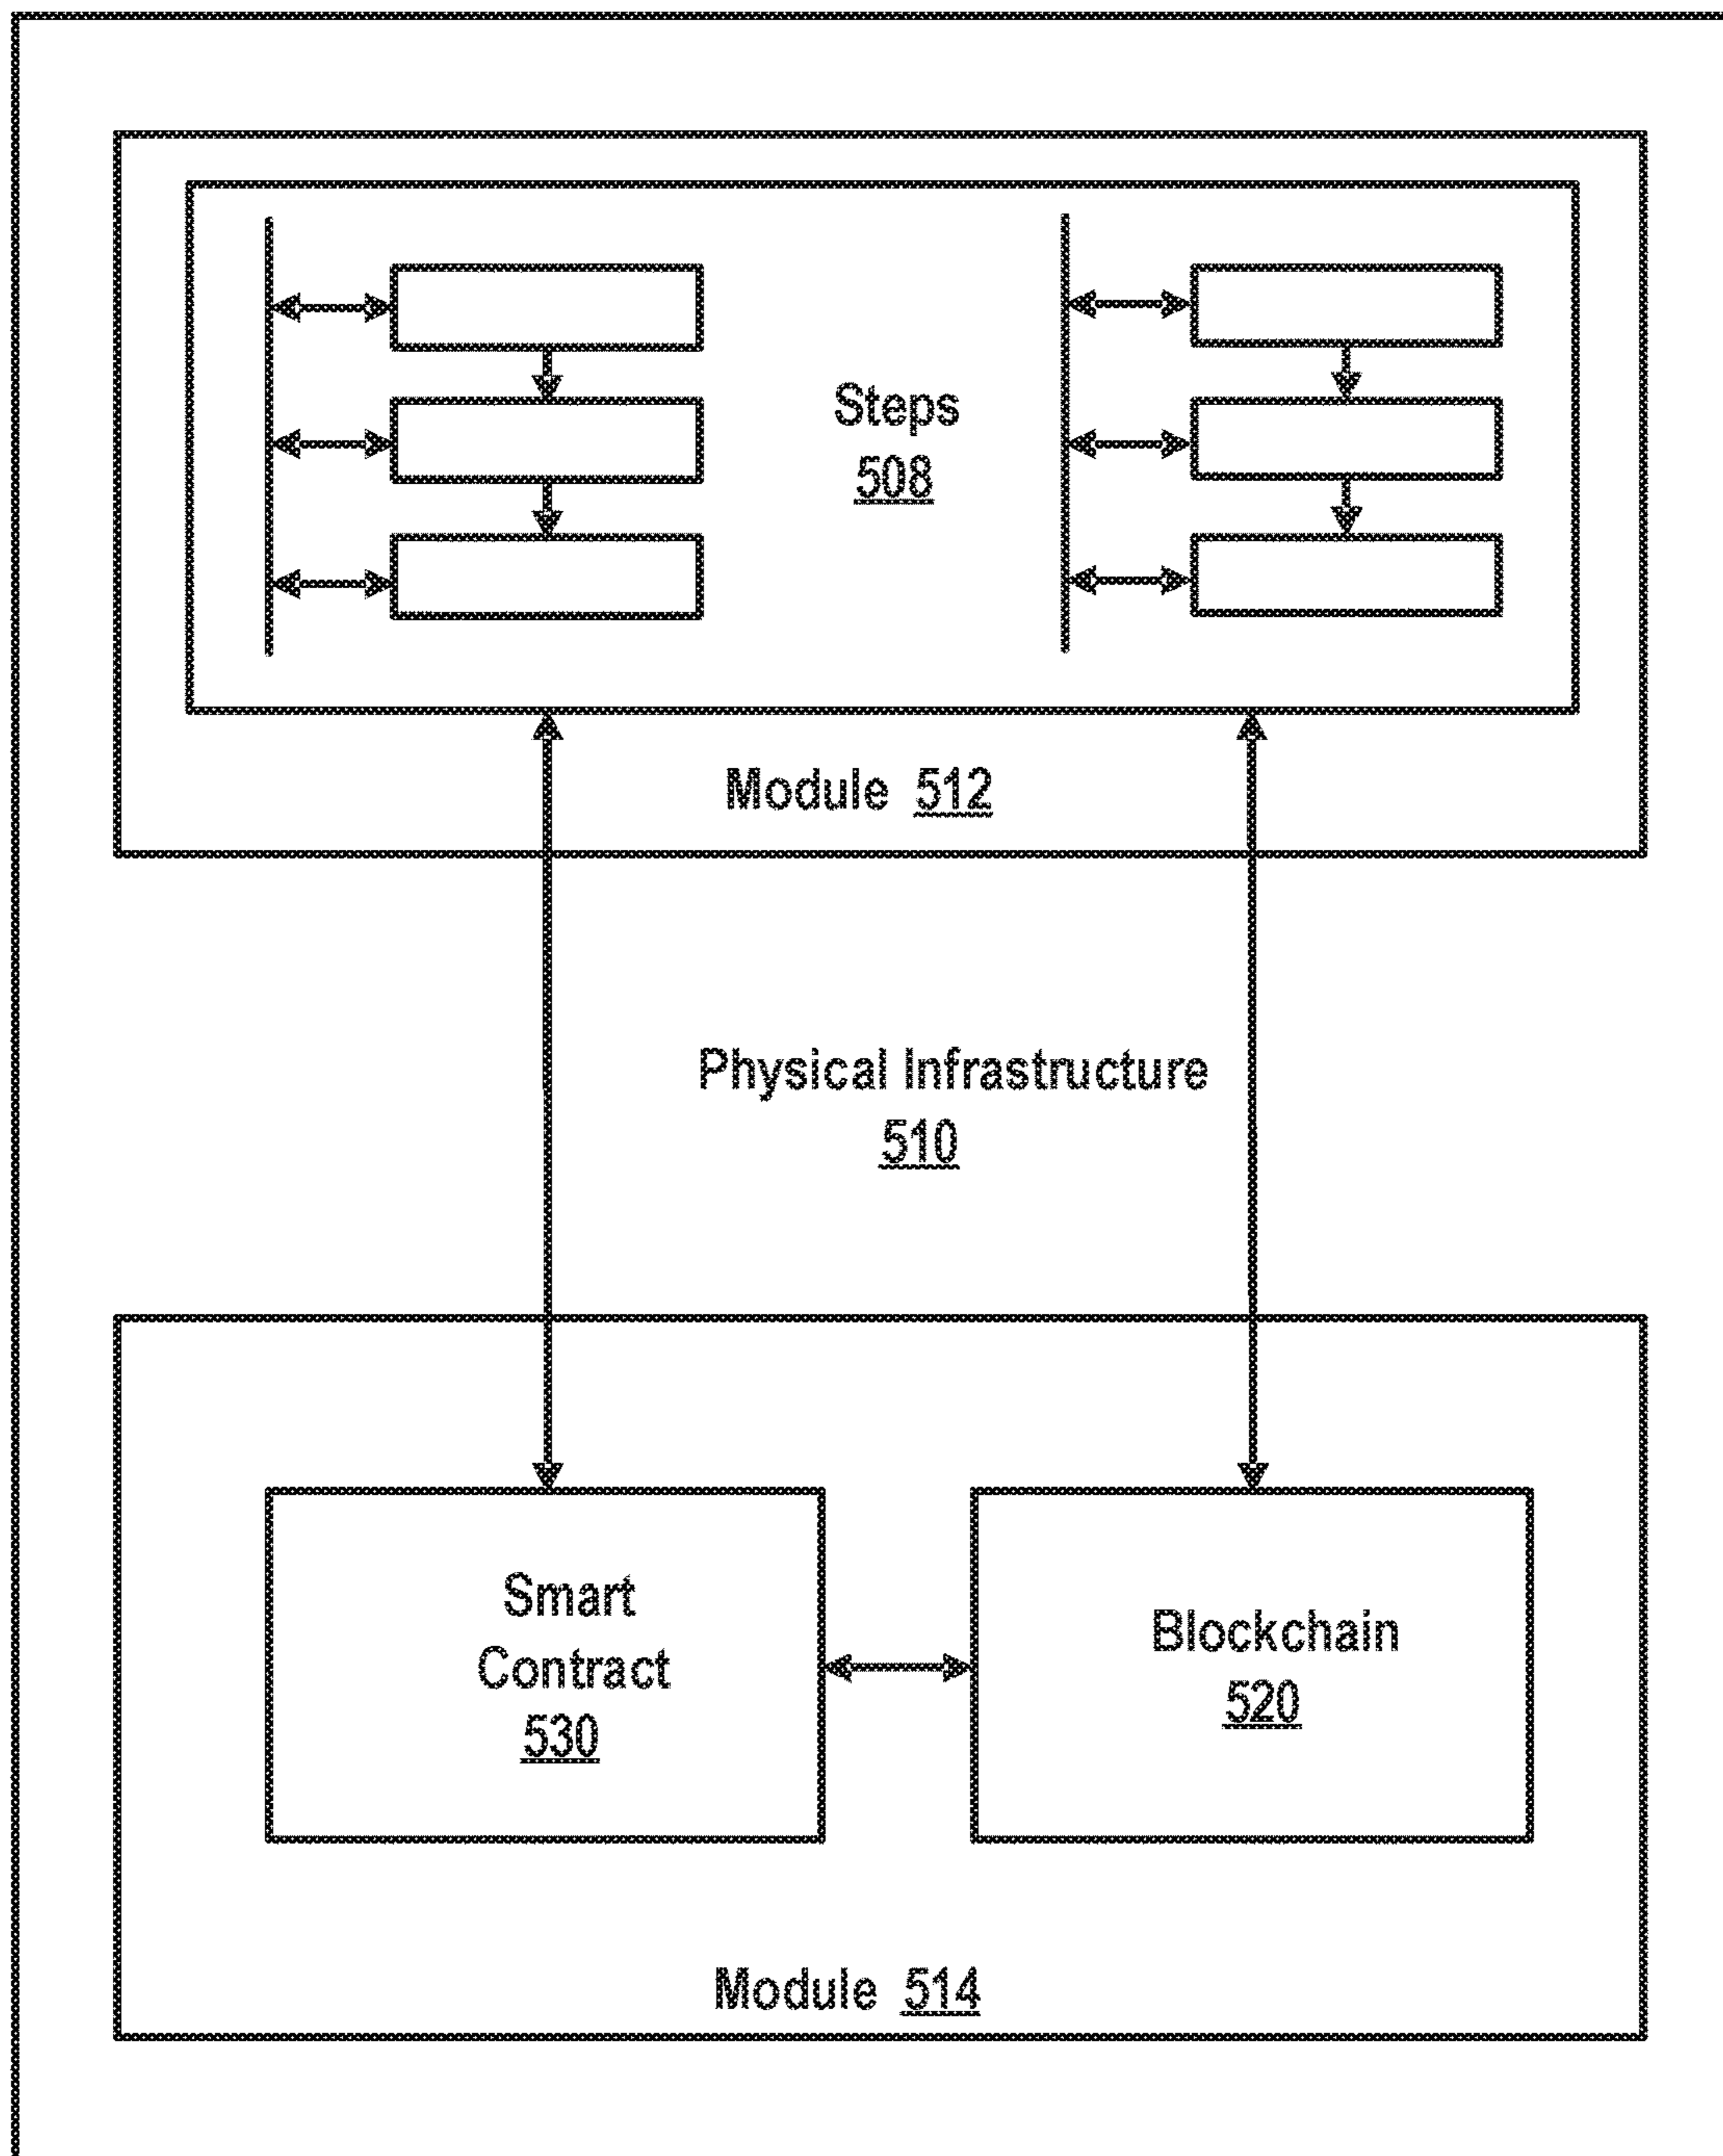 Steps
508
Module 512
Physical Infrastructure
510
Smart
Contract
530
Blockchain
520
Module 514